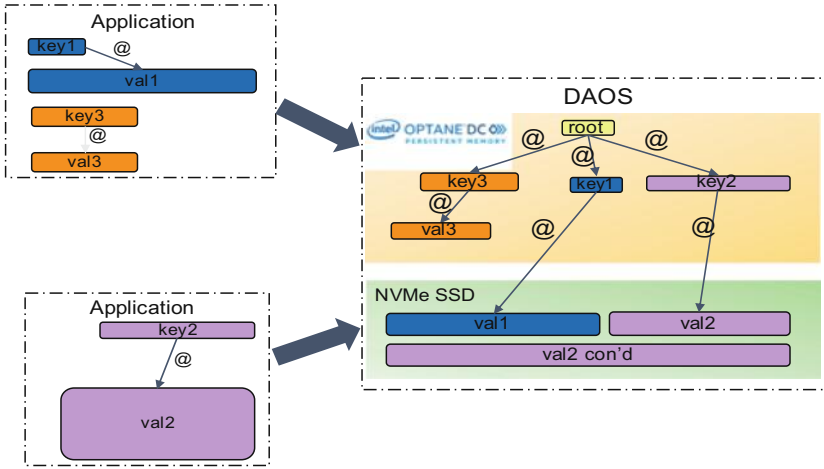 Application
key1
@
val1
key3
@
val3
Application
key2
@
val2
DAOS
intel OPTANE DC
PERSISTENT MEMORY
root
@ @ @
key3 key1 key2
@
val3
@ @
NVMe SSD
val1 val2
val2 con'd